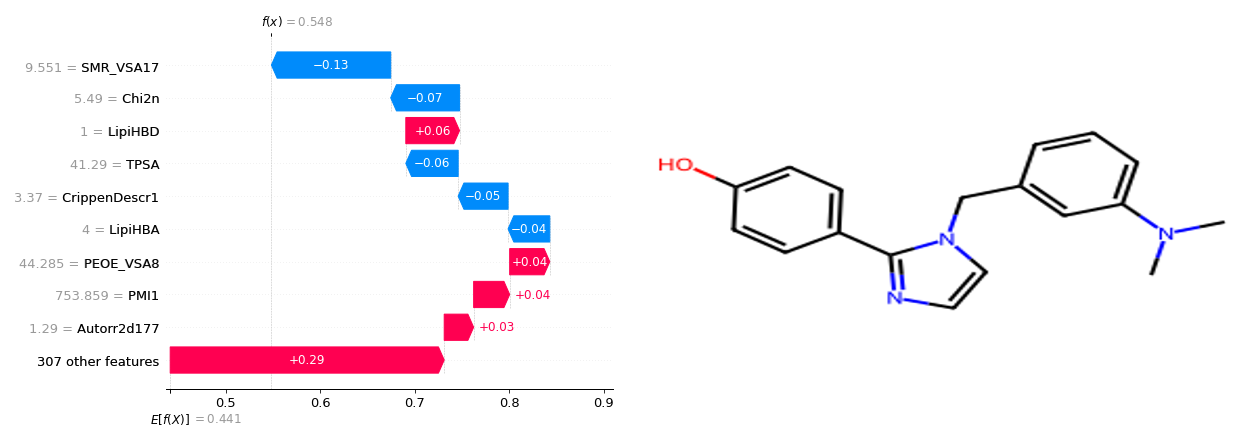 f(x) = 0.548
9.551 = SMR_VSA17
−0.13
5.49 = Chi2n
−0.07
1 = LipiHBD
+0.06
41.29 = TPSA
−0.06
3.37 = CrippenDescr1
−0.05
4 = LipiHBA
−0.04
44.285 = PEOE_VSA8
+0.04
753.859 = PMI1
+0.04
1.29 = Autorr2d177
+0.03
307 other features
+0.29
0.5 0.6 0.7 0.8 0.9
E[f(X)] = 0.441
HO
N
N
N